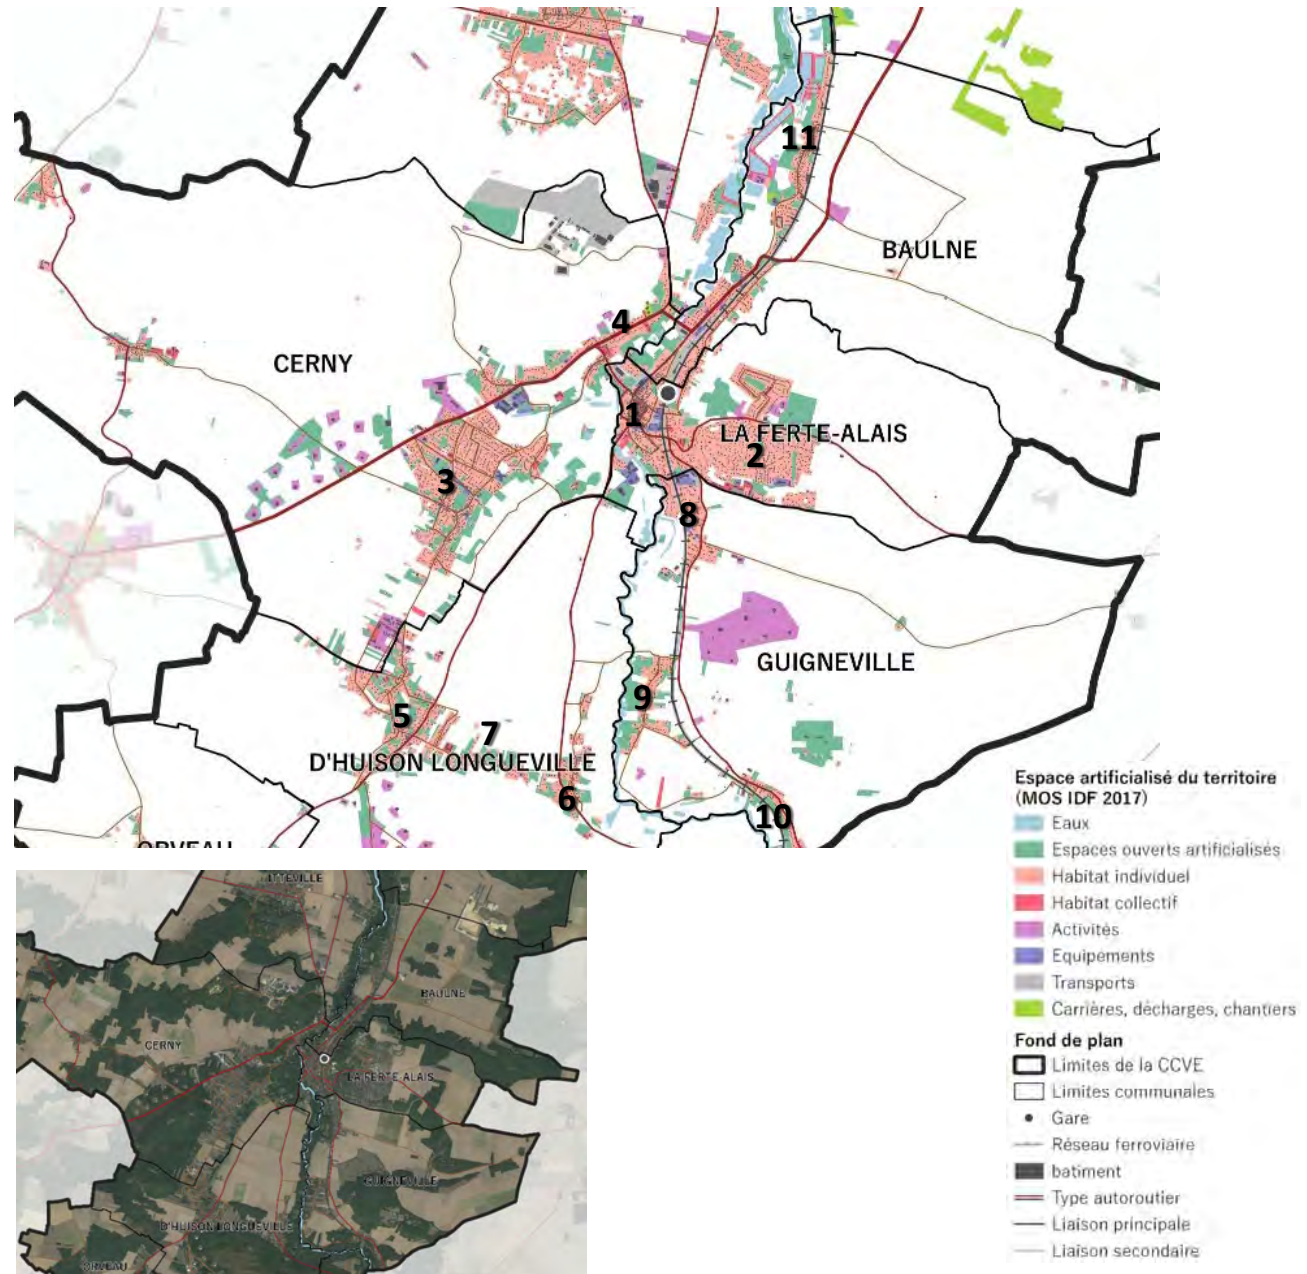 11
BAULNE
4
CERNY
1
LA FERTE-ALAIS
2
3
8
GUIGNEVILLE
9
5
7
D'HUISON LONGUEVILLE
6
10
ORVEAU
Espace artificialisé du territoire
(MOS IDF 2017)
Eaux
Espaces ouverts artificialisés
Habitat individuel
Habitat collectif
Activités
Equipements
Transports
Carrières, décharges, chantiers
Fond de plan
Limites de la CCVE
Limites communales
Gare
Réseau ferroviaire
batiment
Type autoroutier
Liaison principale
Liaison secondaire
ITTEVILLE
BAULNE
CERNY
LA FERTE-ALAIS
GUIGNEVILLE
D'HUISON LONGUEVILLE
ORVEAU